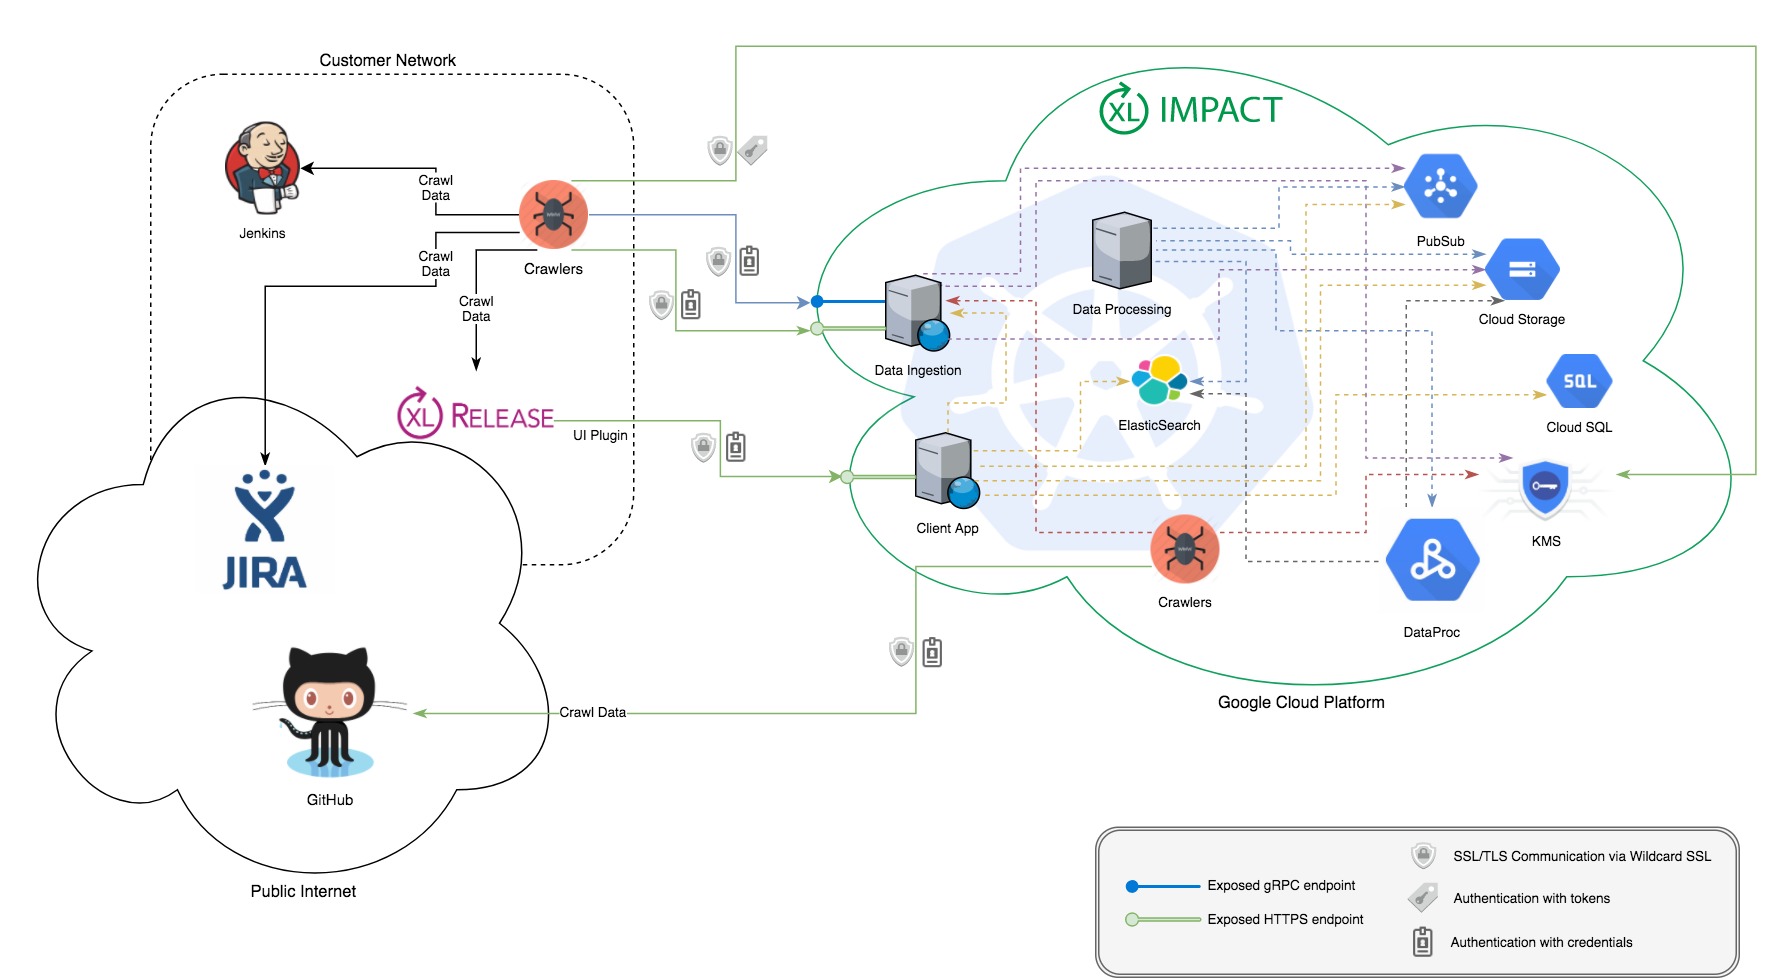 Customer Network
XL IMPACT
Jenkins
Crawl
Data
Crawl
Data
Crawl
Data
WWW
Crawlers
XL RELEASE
UI Plugin
JIRA
GitHub
Public Internet
Crawl Data
Data Ingestion
Data Processing
ElasticSearch
Client App
WWW
Crawlers
PubSub
Cloud Storage
SQL
Cloud SQL
KMS
DataProc
Google Cloud Platform
Exposed gRPC endpoint
Exposed HTTPS endpoint
SSL/TLS Communication via Wildcard SSL
Authentication with tokens
Authentication with credentials